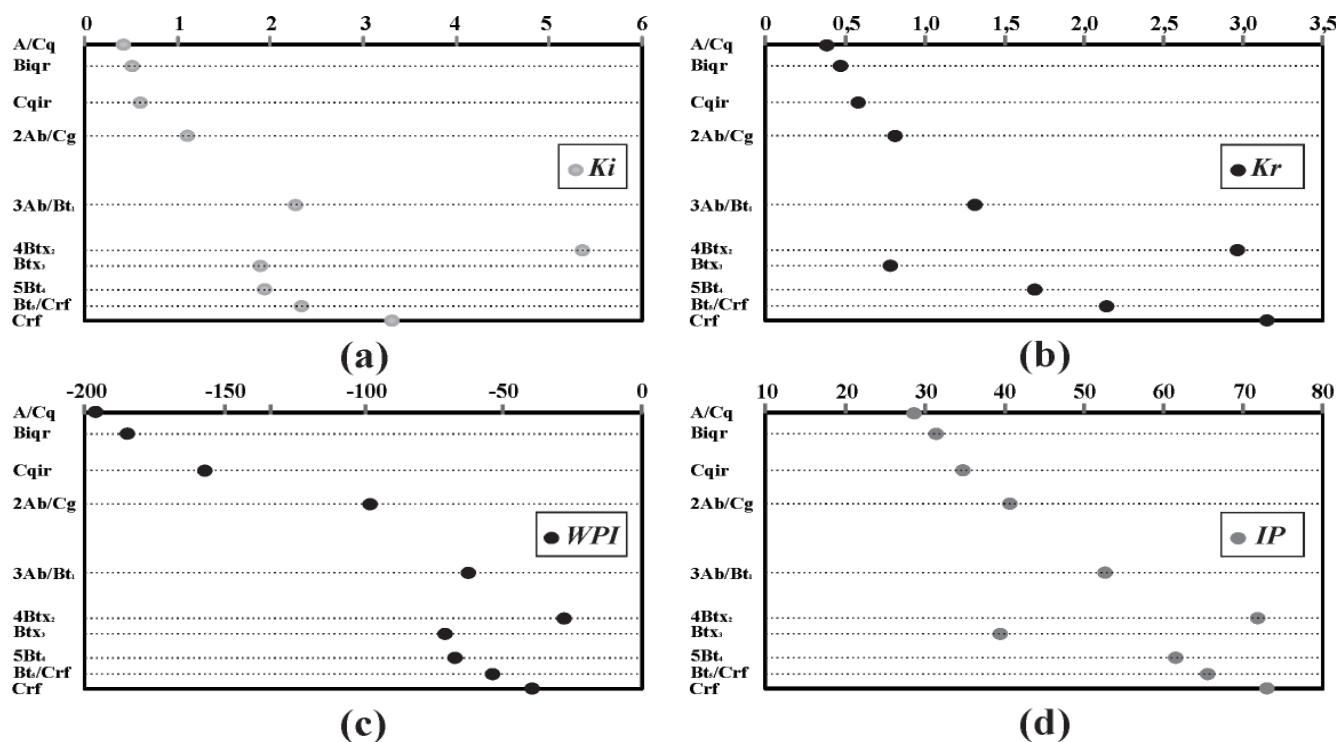 0 1 2 3 4 5 6
A/Cq
Biqr
Cqir
2Ab/Cg
Ki
3Ab/Bt₁
4Btx₂
Btx₃
5Bt₄
Bt₅/Crf
Crf
(a)
0 0,5 1,5 1,0 1,5 2,0 2,5 3,0 3,5
A/Cq
Biqr
Cqir
2Ab/Cg
Kr
3Ab/Bt₁
4Btx₂
Btx₃
5Bt₄
Bt₅/Crf
Crf
(b)
-200 -150 -100 -50 0
A/Cq
Biqr
Cqir
2Ab/Cg
WPI
3Ab/Bt₁
4Btx₂
Btx₃
5Bt₄
Bt₅/Crf
Crf
(c)
10 20 30 40 50 60 70 80
A/Cq
Biqr
Cqir
2Ab/Cg
IP
3Ab/Bt₁
4Btx₂
Btx₃
5Bt₄
Bt₅/Crf
Crf
(d)